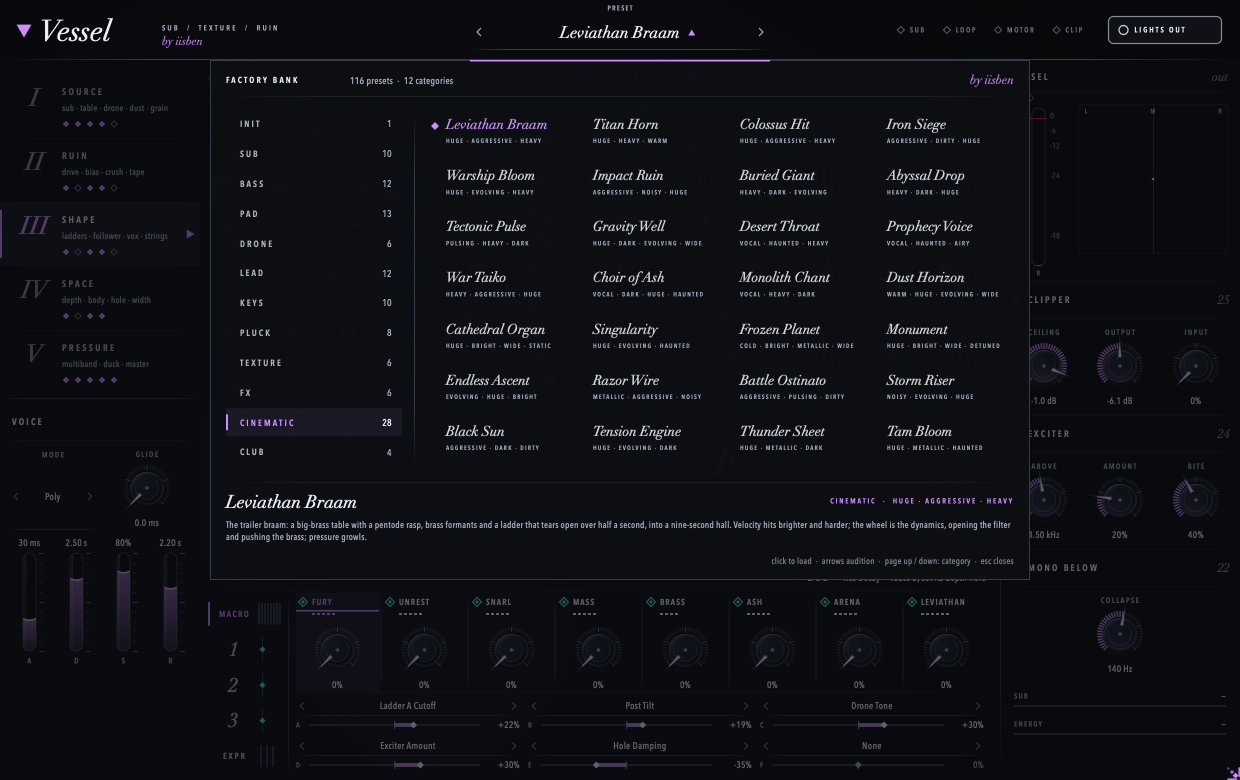 PRESET
Vessel
SUB / TEXTURE / RUIN
by iisben
Leviathan Braam
SUB
LOOP
MOTOR
CLIP
LIGHTS OUT
FACTORY BANK
116 presets · 12 categories
by iisben
INIT 1
SUB 10
BASS 12
PAD 13
DRONE 6
LEAD 12
KEYS 10
PLUCK 8
TEXTURE 6
FX 6
CINEMATIC 28
CLUB 4
Leviathan Braam
HUGE · AGGRESSIVE · HEAVY
Titan Horn
HUGE · HEAVY · WARM
Colossus Hit
HUGE · AGGRESSIVE · HEAVY
Iron Siege
AGGRESSIVE · DIRTY · HUGE
Warship Bloom
HUGE · EVOLVING · HEAVY
Impact Ruin
AGGRESSIVE · NOISY · HUGE
Buried Giant
HEAVY · DARK · EVOLVING
Abyssal Drop
HEAVY · DARK · HUGE
Tectonic Pulse
PULSING · HEAVY · DARK
Gravity Well
HUGE · DARK · EVOLVING · WIDE
Desert Throat
VOCAL · HAUNTED · HEAVY
Prophecy Voice
VOCAL · HAUNTED · AIRY
War Taiko
HEAVY · AGGRESSIVE · HUGE
Choir of Ash
VOCAL · DARK · HUGE · HAUNTED
Monolith Chant
VOCAL · HEAVY · DARK
Dust Horizon
WARM · HUGE · EVOLVING · WIDE
Cathedral Organ
HUGE · BRIGHT · WIDE · STATIC
Singularity
HUGE · EVOLVING · HAUNTED
Frozen Planet
COLD · BRIGHT · METALLIC · WIDE
Monument
HUGE · BRIGHT · WIDE · DETUNED
Endless Ascent
EVOLVING · HUGE · BRIGHT
Razor Wire
METALLIC · AGGRESSIVE · NOISY
Battle Ostinato
AGGRESSIVE · PULSING · DIRTY
Storm Riser
NOISY · EVOLVING · HUGE
Black Sun
AGGRESSIVE · DARK · DIRTY
Tension Engine
HUGE · EVOLVING · DARK
Thunder Sheet
HUGE · METALLIC · DARK
Tam Bloom
HUGE · METALLIC · HAUNTED
Leviathan Braam
CINEMATIC · HUGE · AGGRESSIVE · HEAVY
The trailer braam: a big-brass table with a pentode rasp, brass formants and a ladder that tears open over half a second, into a nine-second hall. Velocity hits brighter and harder; the wheel is the dynamics, opening the filter
and pushing the brass; pressure growls.
click to load · arrows audition · page up / down: category · esc closes
I
SOURCE
sub · table · drone · dust · grain
II
RUIN
drive · bias · crush · tape
III
SHAPE
ladders · follower · vox · strings
IV
SPACE
depth · body · hole · width
V
PRESSURE
multiband · duck · master
VOICE
MODE
GLIDE
Poly
0.0 ms
30 ms 2.50 s 80% 2.20 s
A D S R
MACRO
1
2
3
EXPR
FURY
UNREST
SNARL
MASS
BRASS
ASH
ARENA
LEVIATHAN
0% 0% 0% 0% 0% 0% 0% 0%
Ladder A Cutoff
A +22%
Post Tilt
B +19%
Drone Tone
C +30%
Exciter Amount
D +30%
Hole Damping
E -35%
None
F 0%
SEL
out
L M R
0
-6
-12
-24
-48
R
CLIPPER 25
CEILING OUTPUT INPUT
-1.0 dB -6.1 dB 0%
EXCITER 24
ABOVE AMOUNT BITE
4.50 kHz 20% 40%
MONO BELOW 22
COLLAPSE
140 Hz
SUB –
ENERGY –